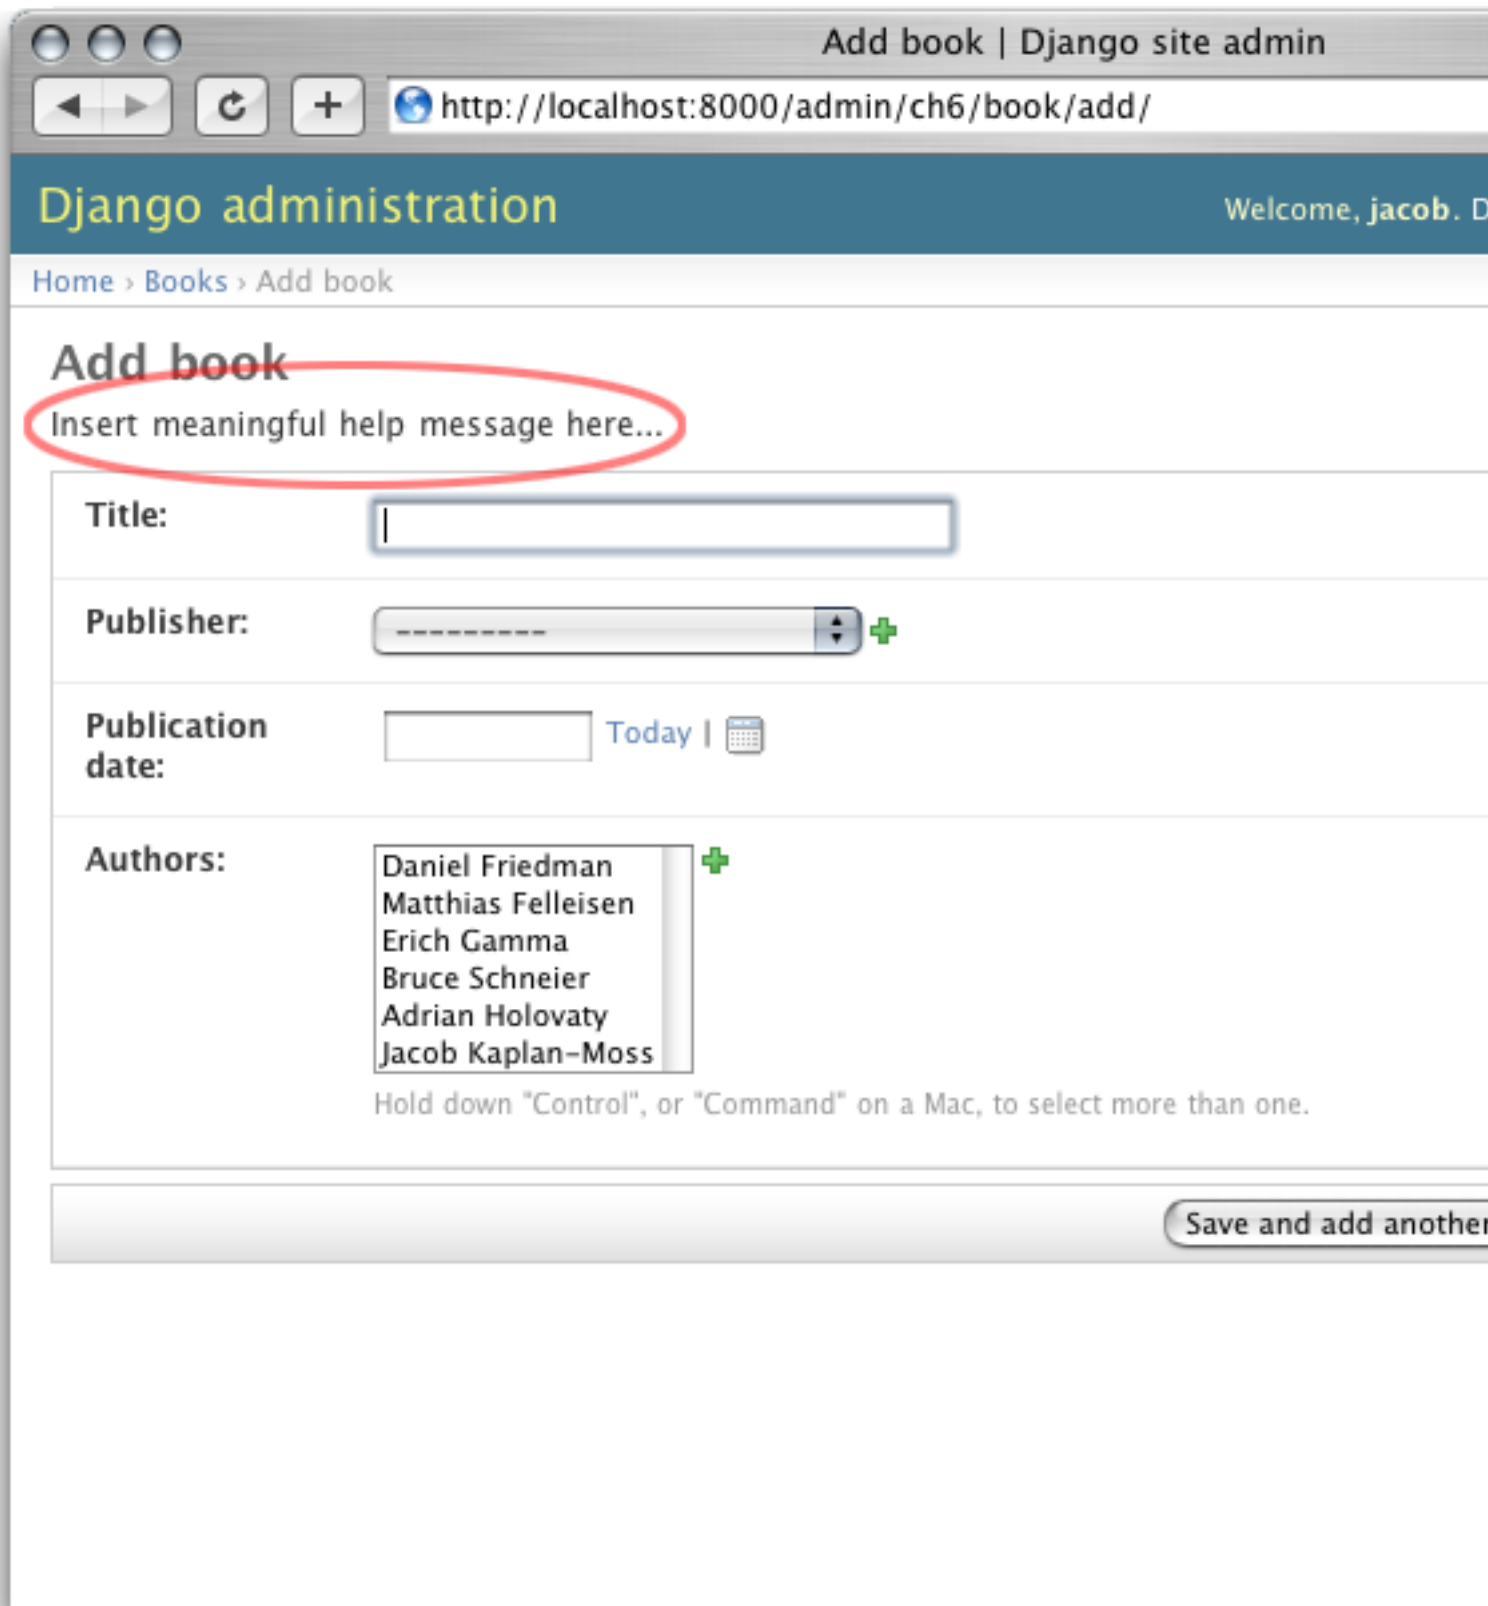 Add book | Django site admin
http://localhost:8000/admin/ch6/book/add/
Django administration
Welcome, jacob. D
Home › Books › Add book
Add book
Insert meaningful help message here...
Title:
Publisher: ---------
Publication
date:
Today |
Authors:
Daniel Friedman
Matthias Felleisen
Erich Gamma
Bruce Schneier
Adrian Holovaty
Jacob Kaplan-Moss
Hold down "Control", or "Command" on a Mac, to select more than one.
Save and add another